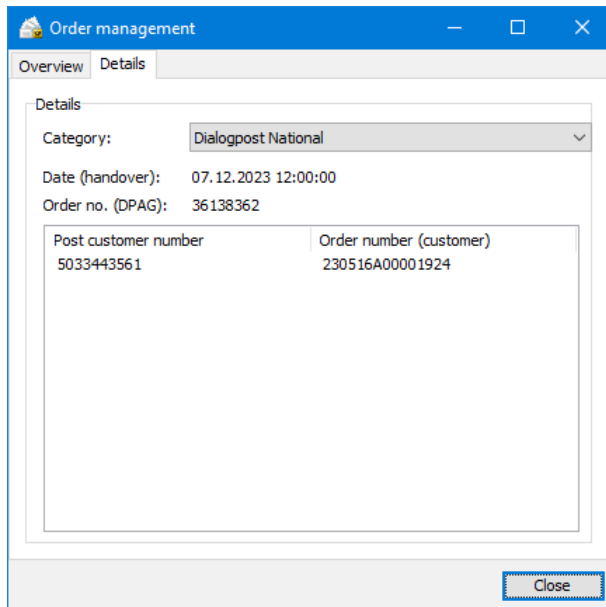 Order management
Overview Details
Details
Category: Dialogpost National
Date (handover): 07.12.2023 12:00:00
Order no. (DPAG): 36138362
Post customer number Order number (customer)
5033443561 230516A00001924
Close